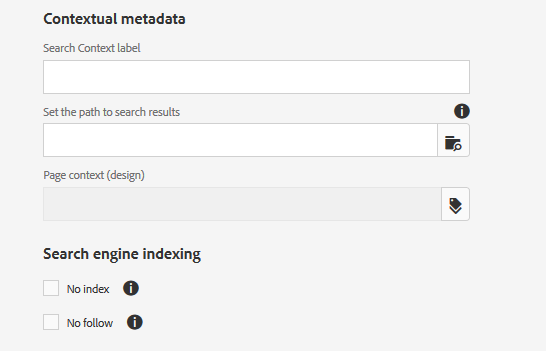 Contextual metadata
Search Context label
Set the path to search results
Page context (design)
Search engine indexing
No index
No follow